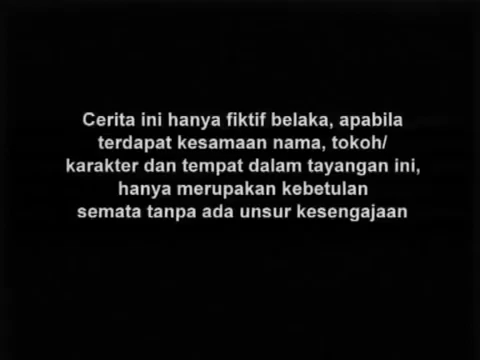 Cerita ini hanya fiktif belaka, apabila
terdapat kesamaan nama, tokoh/
karakter dan tempat dalam tayangan ini,
hanya merupakan kebetulan
semata tanpa ada unsur kesengajaan